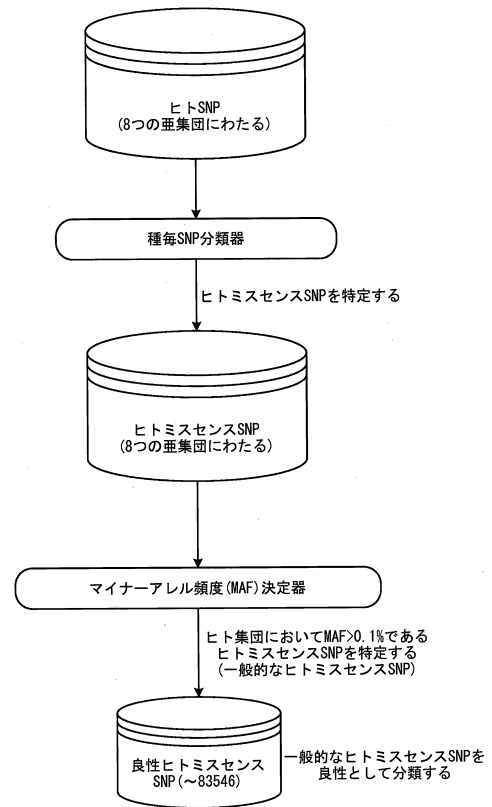 ヒトSNP
(8つの亜集団にわたる)
種毎SNP分類器
ヒトミスセンスSNPを特定する
ヒトミスセンスSNP
(8つの亜集団にわたる)
マイナーアレル頻度(MAF)決定器
ヒト集団においてMAF>0.1%である
ヒトミスセンスSNPを特定する
(一般的なヒトミスセンスSNP)
良性ヒトミスセンス
SNP(～83546)
一般的なヒトミスセンスSNPを
良性として分類する